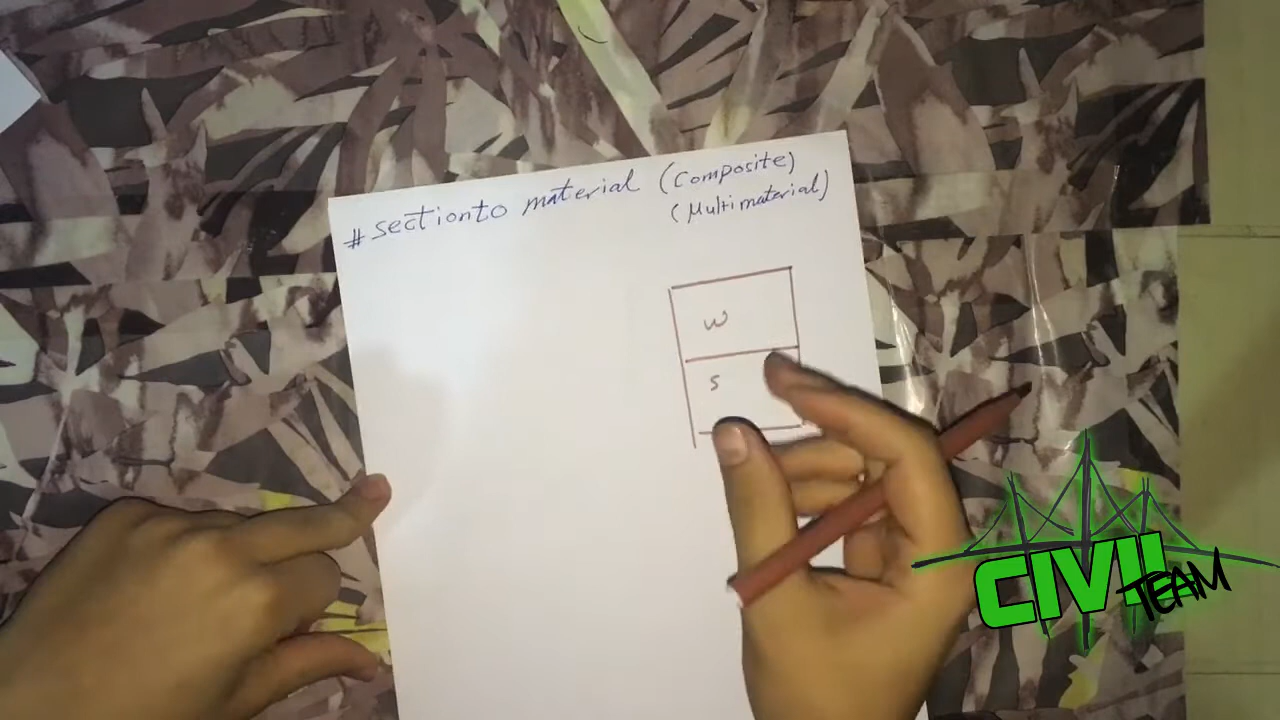 #sectionto material (Composite)
(Multimaterial)
w
s
CIVIL
TEAM